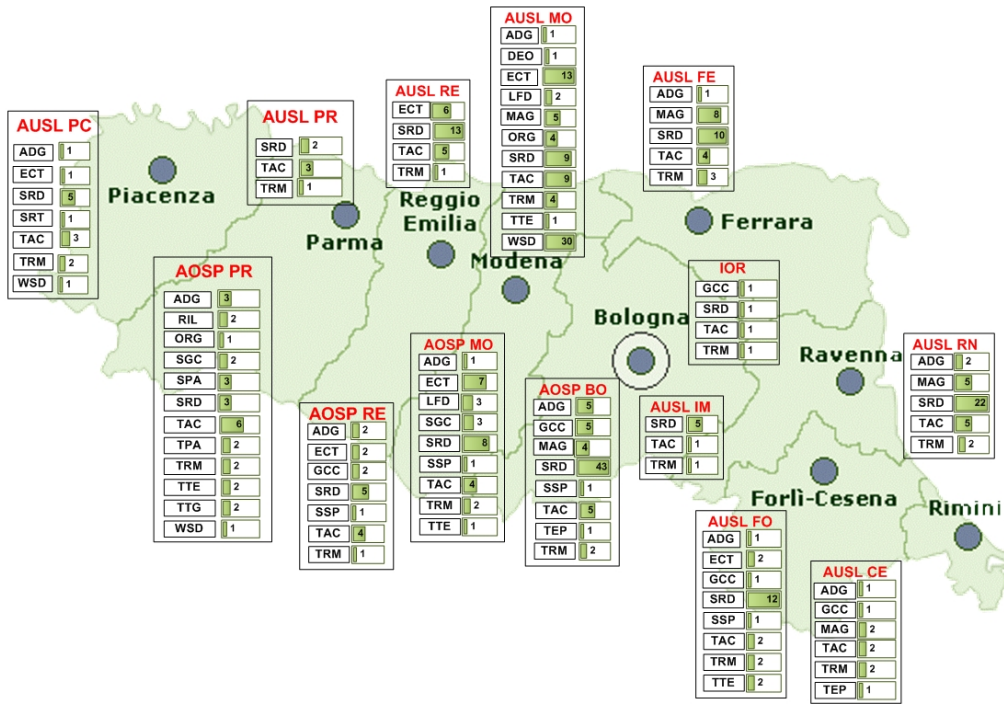 AUSL PC
ADG 1
ECT 1
SRD 5
SRT 1
TAC 3
TRM 2
WSD 1
Piacenza
AUSL PR
SRD 2
TAC 3
TRM 1
Parma
AOSP PR
ADG 3
RIL 2
ORG 1
SGC 2
SPA 3
SRD 3
TAC 6
TPA 2
TRM 2
TTE 2
TTG 2
WSD 1
AUSL RE
ECT 6
SRD 13
TAC 5
TRM 1
Reggio
Emilia
AOSP RE
ADG 2
ECT 2
GCC 2
SRD 5
SSP 1
TAC 4
TRM 1
AUSL MO
ADG 1
DEO 1
ECT 13
LFD 2
MAG 5
ORG 4
SRD 9
TAC 9
TRM 4
TTE 1
WSD 30
Modena
AOSP MO
ADG 1
ECT 7
LFD 3
SGC 3
SRD 8
SSP 1
TAC 4
TRM 2
TTE 1
AUSL FE
ADG 1
MAG 8
SRD 10
TAC 4
TRM 3
Ferrara
IOR
GCC 1
SRD 1
TAC 1
TRM 1
Bologna
AOSP BO
ADG 5
GCC 5
MAG 4
SRD 43
SSP 1
TAC 5
TEP 1
TRM 2
AUSL IM
SRD 5
TAC 1
TRM 1
Ravenna
AUSL RN
ADG 2
MAG 5
SRD 22
TAC 5
TRM 2
Forlì-Cesena
Rimini
AUSL FO
ADG 1
ECT 2
GCC 1
SRD 12
SSP 1
TAC 2
TRM 2
TTE 2
AUSL CE
ADG 1
GCC 1
MAG 2
TAC 2
TRM 2
TEP 1